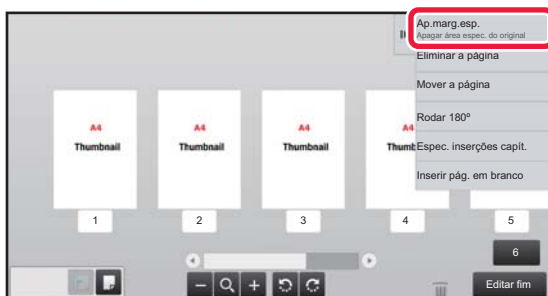 Ap.marg.esp.
Apagar área espec. do original
Eliminar a página
Mover a página
Rodar 180º
Espec. inserções capít.
Inserir pág. em branco
A4
Thumbnail
A4
Thumbnail
A4
Thumbnail
A4
Thumb
1
2
3
4
5
6
Editar fim